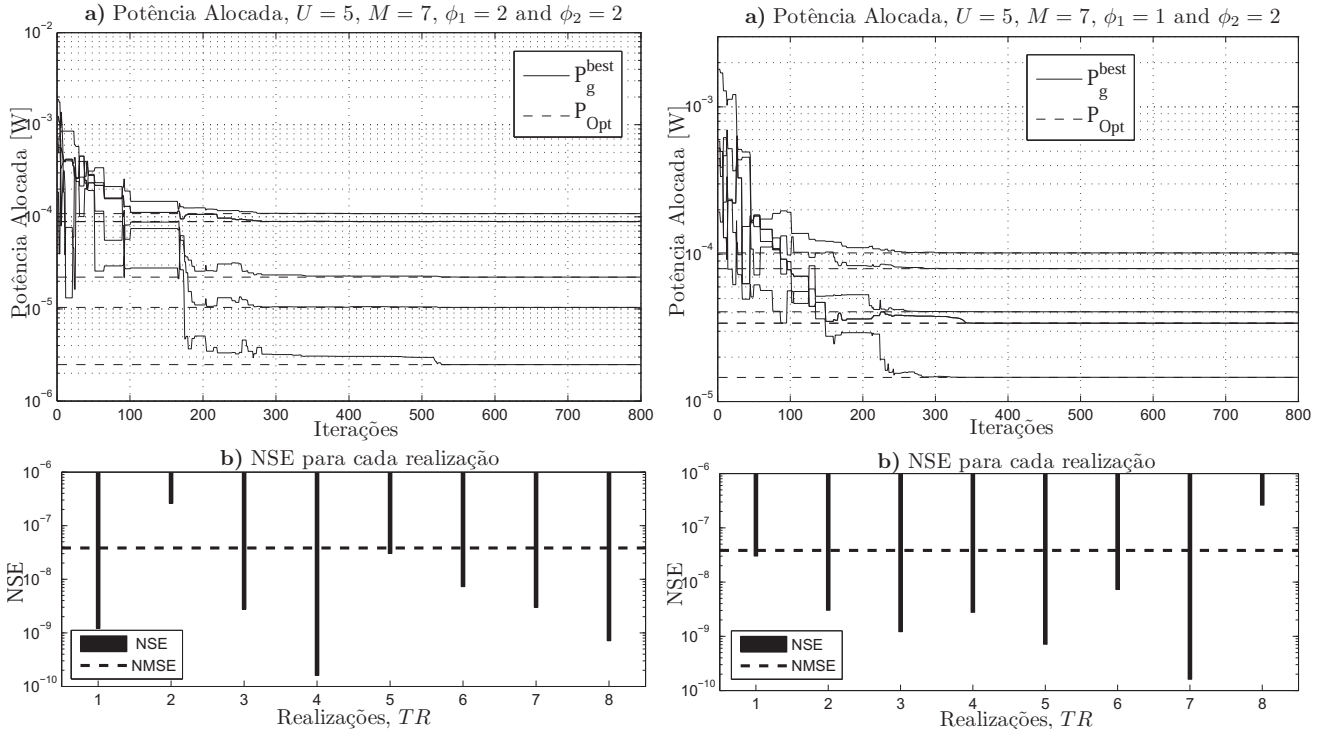 a) Potência Alocada, U = 5, M = 7, ϕ₁ = 2 and ϕ₂ = 2
Potência Alocada [W]
10⁻²
10⁻³
10⁻⁴
10⁻⁵
10⁻⁶
P_g^best
P_Opt
0 100 200 300 400 500 600 700 800
Iterações
b) NSE para cada realização
NSE
10⁻⁶
10⁻⁷
10⁻⁸
10⁻⁹
10⁻¹⁰
NSE
NMSE
1 2 3 4 5 6 7 8
Realizações, TR
a) Potência Alocada, U = 5, M = 7, ϕ₁ = 1 and ϕ₂ = 2
Potência Alocada [W]
10⁻³
10⁻⁴
10⁻⁵
P_g^best
P_Opt
0 100 200 300 400 500 600 700 800
Iterações
b) NSE para cada realização
NSE
10⁻⁶
10⁻⁷
10⁻⁸
10⁻⁹
10⁻¹⁰
NSE
NMSE
1 2 3 4 5 6 7 8
Realizações, TR